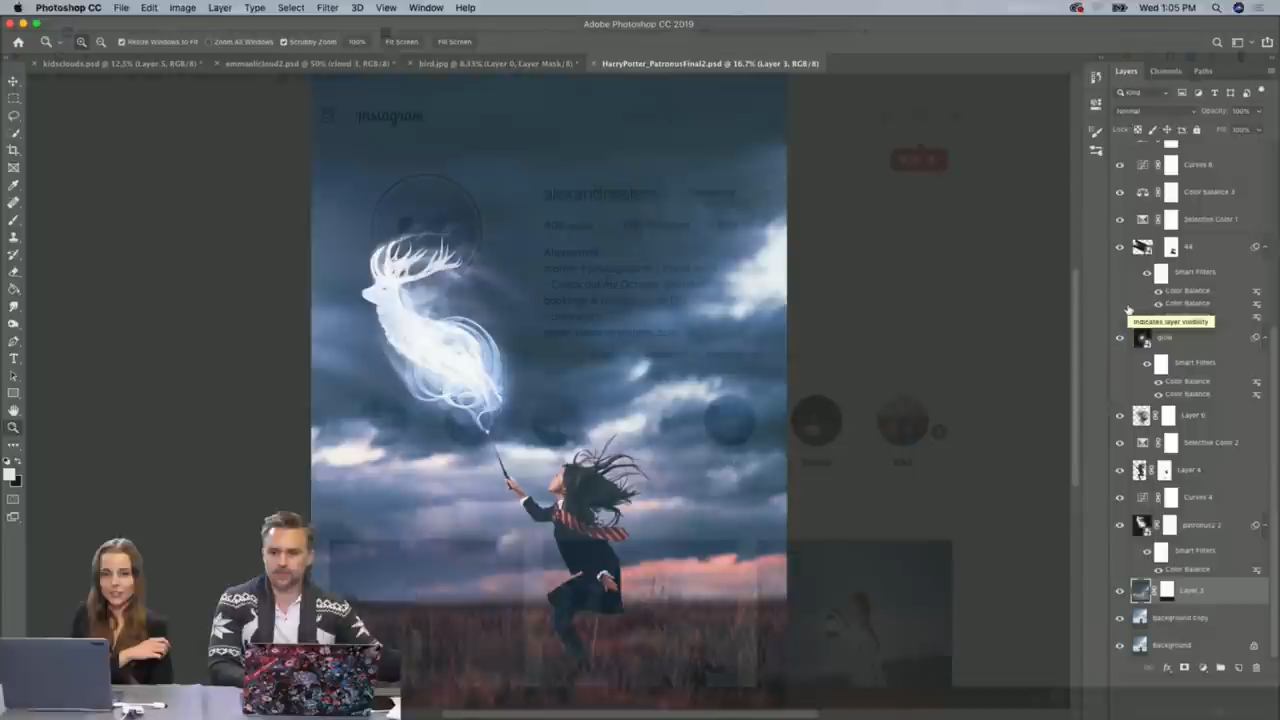 Photoshop CC File Edit Image Layer Type Select Filter 3D View Window Help Wed 1:05 PM
Adobe Photoshop CC 2019
Resize Windows to Fit Zoom All Windows Scrubby Zoom 100% Fit Screen Fill Screen
kidsclouds.psd @ 12.5% (Layer 5, RGB/8) * emmanlicloud2.psd @ 50% (cloud 3, RGB/8) * bird.jpg @ 8.33% (Layer 0, Layer Mask/8) * HarryPotter_PatronusFinal2.psd @ 16.7% (Layer 3, RGB/8)
Layers Channels Paths
Kind
Normal Opacity: 100%
Lock: Fill: 100%
Instagram
Curves 6
Color Balance 3
Selective Color 1
44
Smart Filters
Color Balance
Color Balance
Indicates layer visibility
glow
Smart Filters
Color Balance
Color Balance
Layer 6
Selective Color 2
Layer 4
Curves 4
patronus2 2
Smart Filters
Color Balance
Layer 3
Background Copy
Background